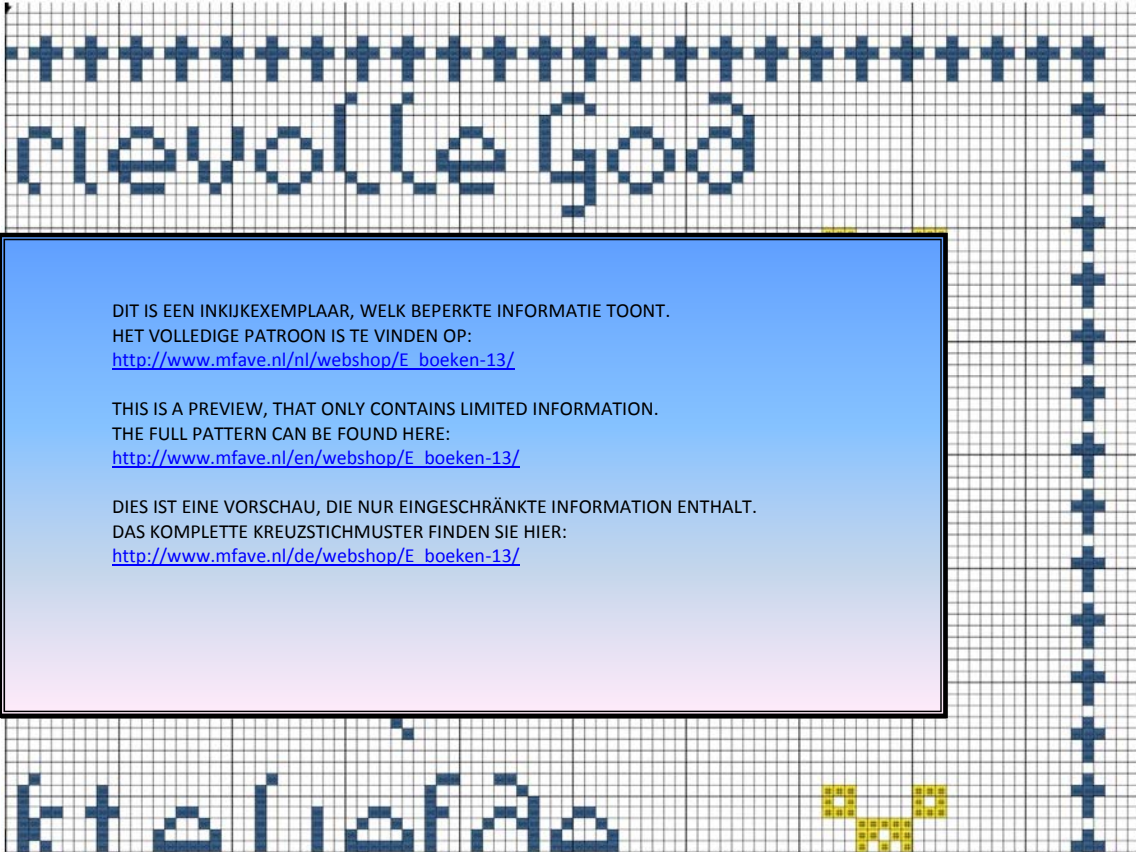 rievolle God
DIT IS EEN INKIJKEXEMPLAAR, WELK BEPERKTE INFORMATIE TOONT.
HET VOLLEDIGE PATROON IS TE VINDEN OP:
http://www.mfave.nl/nl/webshop/E_boeken-13/
THIS IS A PREVIEW, THAT ONLY CONTAINS LIMITED INFORMATION.
THE FULL PATTERN CAN BE FOUND HERE:
http://www.mfave.nl/en/webshop/E_boeken-13/
DIES IST EINE VORSCHAU, DIE NUR EINGESCHRÄNKTE INFORMATION ENTHALT.
DAS KOMPLETTE KREUZSTICHMUSTER FINDEN SIE HIER:
http://www.mfave.nl/de/webshop/E_boeken-13/
kte liefde